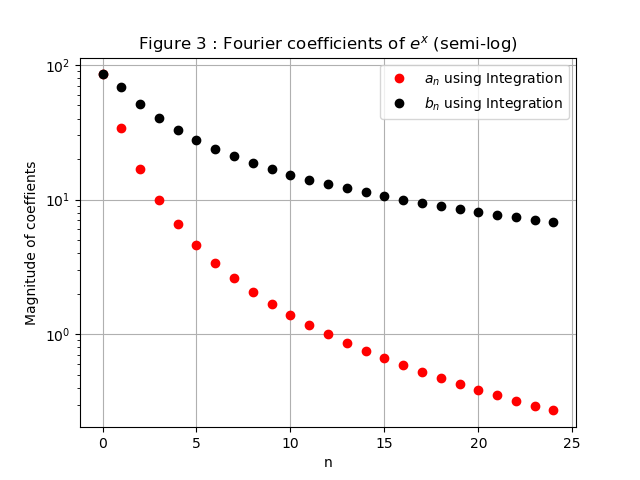 Figure 3 : Fourier coefficients of $e^x$ (semi-log)
$a_n$ using Integration
$b_n$ using Integration
Magnitude of coeffients
$10^2$
$10^1$
$10^0$
0 5 10 15 20 25
n